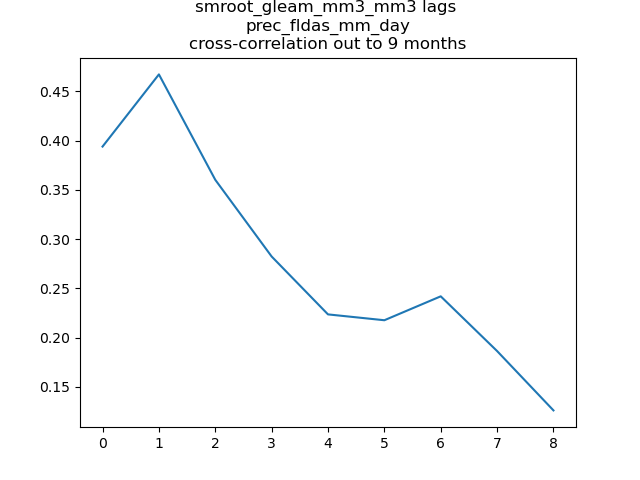 smroot_gleam_mm3_mm3 lags
prec_fldas_mm_day
cross-correlation out to 9 months
0.45
0.40
0.35
0.30
0.25
0.20
0.15
0 1 2 3 4 5 6 7 8